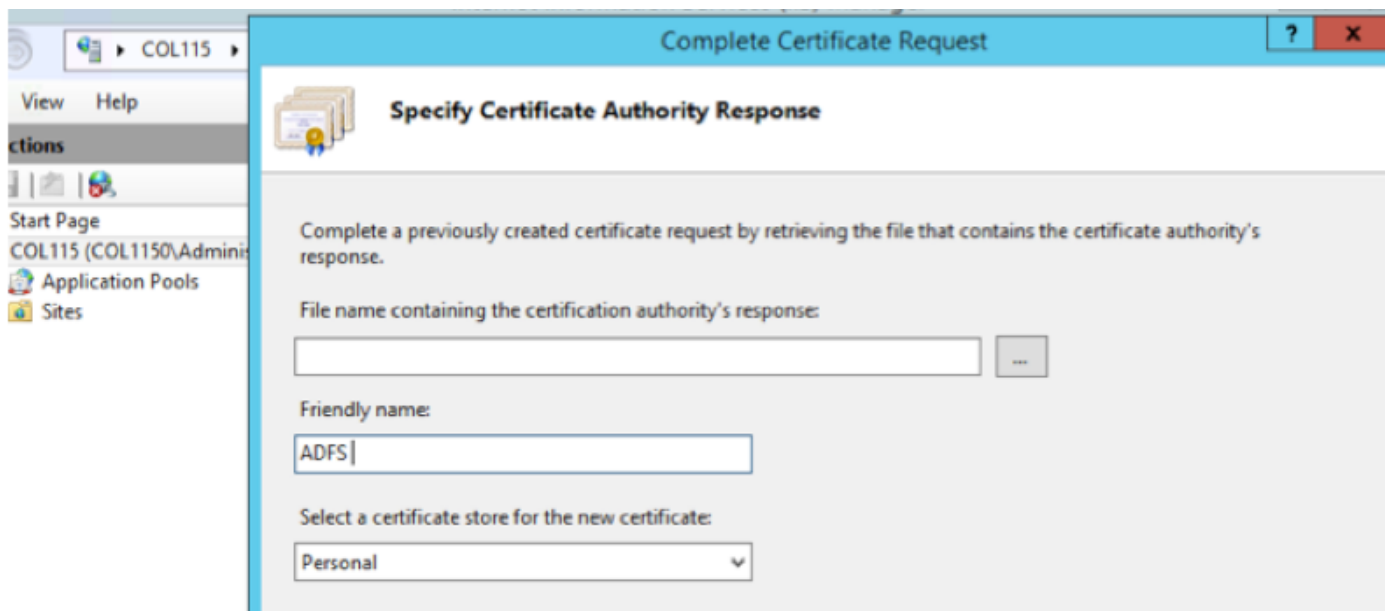 Complete Certificate Request
?
x
COL115
View Help
Specify Certificate Authority Response
ctions
Start Page
COL115 (COL1150\Adminis
Application Pools
Sites
Complete a previously created certificate request by retrieving the file that contains the certificate authority's
response.
File name containing the certification authority's response:
...
Friendly name:
ADFS
Select a certificate store for the new certificate:
Personal